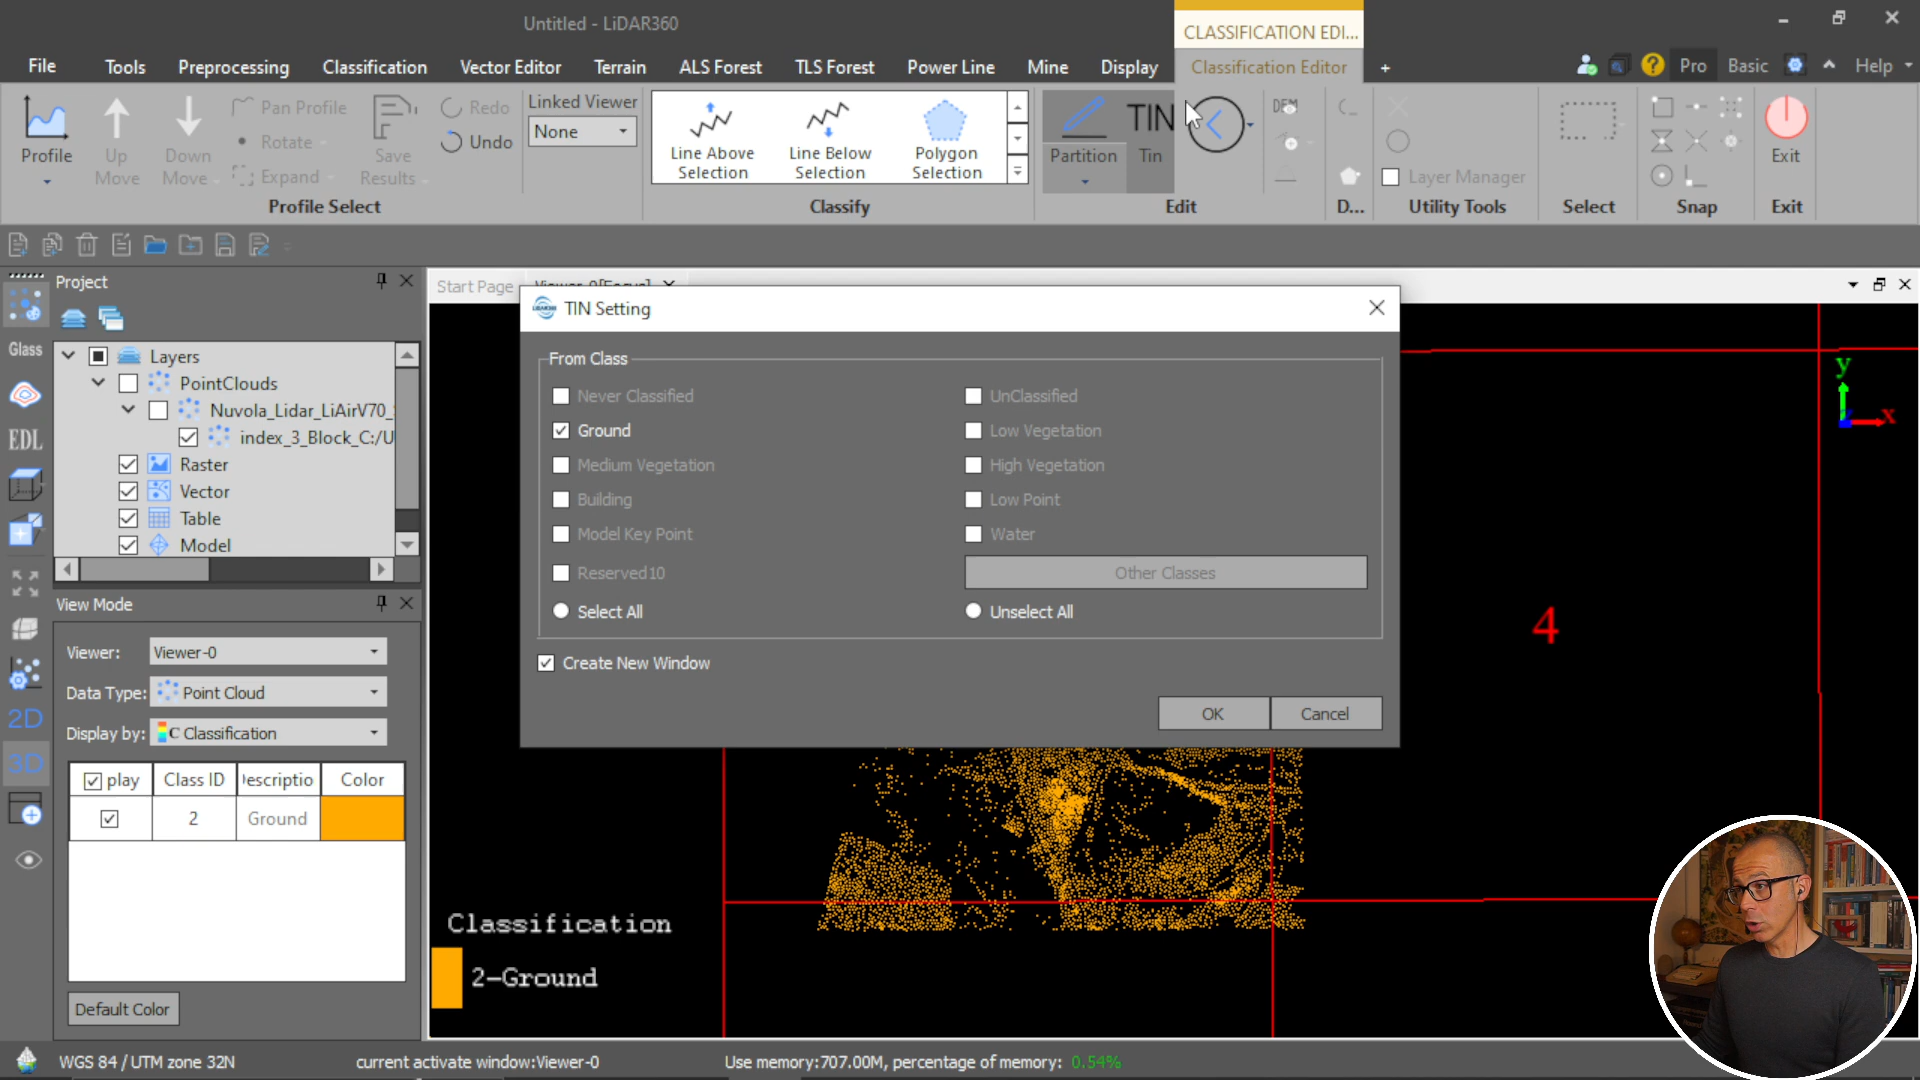 Untitled - LiDAR360
CLASSIFICATION EDI...
File
Tools
Preprocessing
Classification
Vector Editor
Terrain
ALS Forest
TLS Forest
Power Line
Mine
Display
Classification Editor
+
Pro
Basic
Help
Profile
Up
Move
Down
Move
Pan Profile
Rotate
Expand
Save
Results
Redo
Undo
Profile Select
Linked Viewer
None
Line Above
Selection
Line Below
Selection
Polygon
Selection
Classify
Partition
TIN
Tin
Edit
DEM
D...
Layer Manager
Utility Tools
Select
Snap
Exit
Exit
Project
Glass
EDL
2D
3D
Layers
PointClouds
Nuvola_Lidar_LiAirV70_
index_3_Block_C:/U
Raster
Vector
Table
Model
View Mode
Viewer:
Viewer-0
Data Type:
Point Cloud
Display by:
C Classification
play
Class ID
escriptio
Color
2
Ground
Default Color
Start Page
Viewer-0[Focus]
TIN Setting
From Class
Never Classified
UnClassified
Ground
Low Vegetation
Medium Vegetation
High Vegetation
Building
Low Point
Model Key Point
Water
Reserved10
Other Classes
Select All
Unselect All
Create New Window
OK
Cancel
y
x
4
Classification
2-Ground
WGS 84 / UTM zone 32N
current activate window:Viewer-0
Use memory:707.00M, percentage of memory: 0.54%